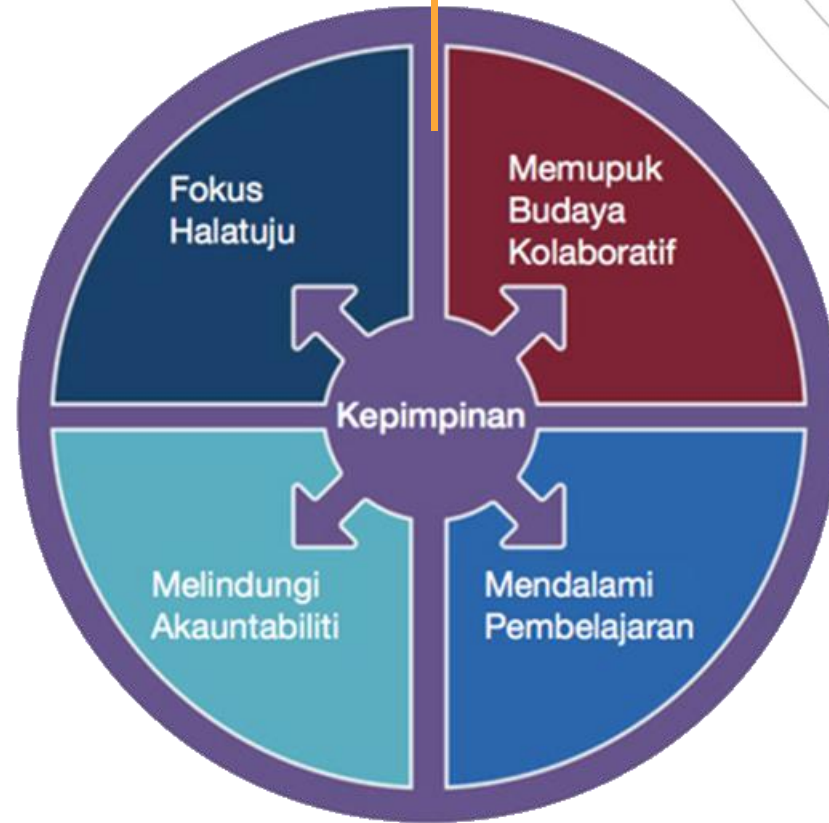 Fokus
Halatuju
Memupuk
Budaya
Kolaboratif
Kepimpinan
Melindungi
Akauntabiliti
Mendalami
Pembelajaran